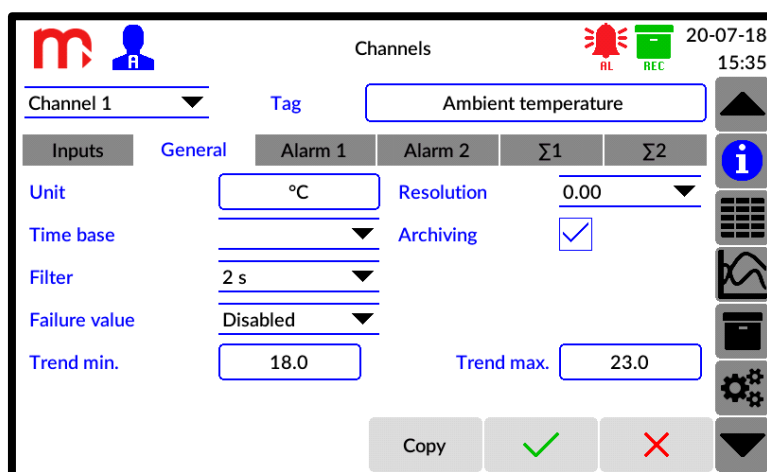 m A Channels AL REC 20-07-18
15:35
Channel 1 Tag Ambient temperature
Inputs General Alarm 1 Alarm 2 Σ1 Σ2
Unit °C Resolution 0.00
Time base Archiving
Filter 2 s
Failure value Disabled
Trend min. 18.0 Trend max. 23.0
Copy